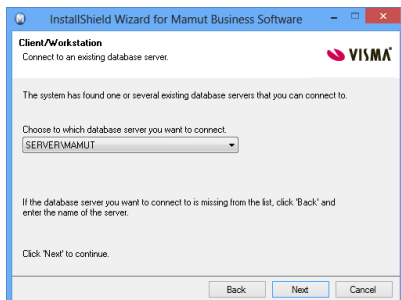 InstallShield Wizard for Mamut Business Software
Client/Workstation
Connect to an existing database server.
VISMA
The system has found one or several existing database servers that you can connect to.
Choose to which database server you want to connect.
SERVER\MAMUT
If the database server you want to connect to is missing from the list, click 'Back' and
enter the name of the server.
Click 'Next' to continue.
Back Next Cancel